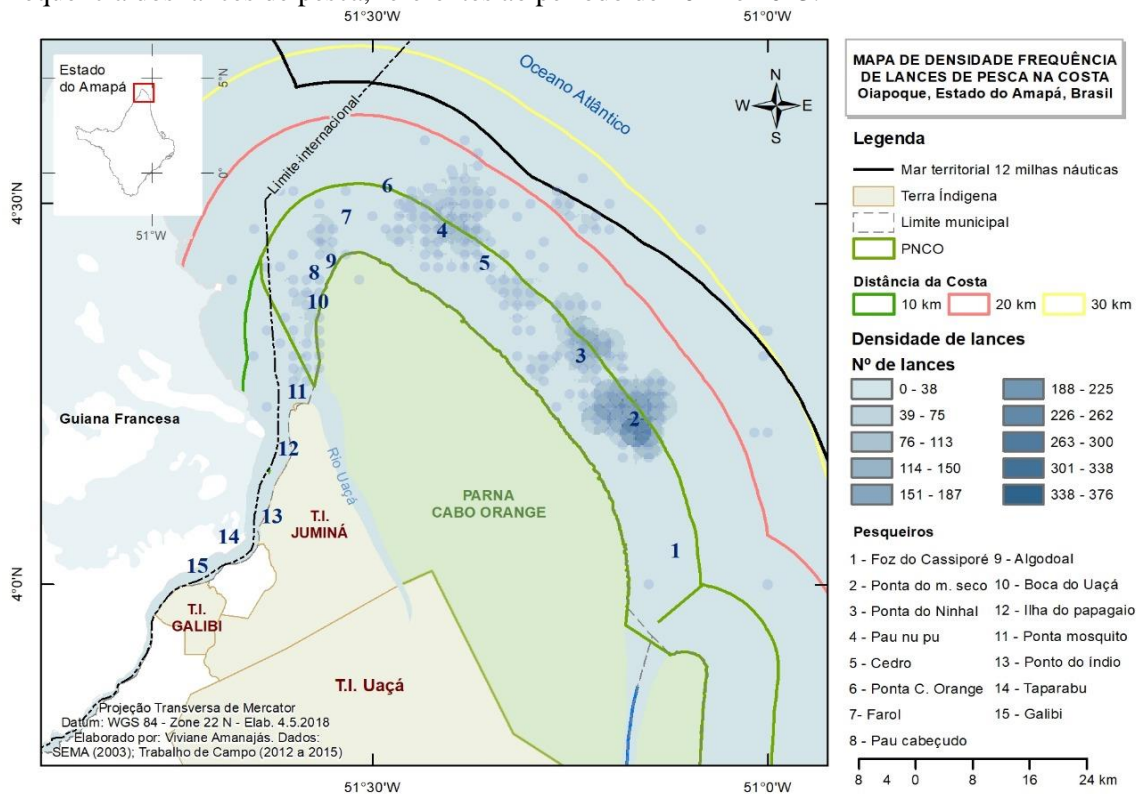 51°30'W
51°0'W
Estado
do Amapá
5°N
0°
51°W
Limite internacional
Oceano Atlântico
N
W E
S
4°30'N
6
7
4
9
8
5
10
3
11
2
Guiana Francesa
12
Rio Uaçá
PARNA
CABO ORANGE
13
T.I.
JUMINÁ
14
1
15
4°0'N
T.I.
GALIBI
T.I. Uaçá
Projeção Transversa de Mercator
Datum: WGS 84 - Zone 22 N - Elab. 4.5.2018
Elaborado por: Viviane Amanajás. Dados:
SEMA (2003); Trabalho de Campo (2012 a 2015)
51°30'W
51°0'W
MAPA DE DENSIDADE FREQUÊNCIA
DE LANCES DE PESCA NA COSTA
Oiapoque, Estado do Amapá, Brasil
Legenda
Mar territorial 12 milhas náuticas
Terra Índigena
Limite municipal
PNCO
Distância da Costa
10 km 20 km 30 km
Densidade de lances
Nº de lances
0 - 38 188 - 225
39 - 75 226 - 262
76 - 113 263 - 300
114 - 150 301 - 338
151 - 187 338 - 376
Pesqueiros
1 - Foz do Cassiporé 9 - Algodoal
2 - Ponta do m. seco 10 - Boca do Uaçá
3 - Ponta do Ninhal 12 - Ilha do papagaio
4 - Pau nu pu 11 - Ponta mosquito
5 - Cedro 13 - Ponto do índio
6 - Ponta C. Orange 14 - Taparabu
7- Farol 15 - Galibi
8 - Pau cabeçudo
8 4 0 8 16 24 km